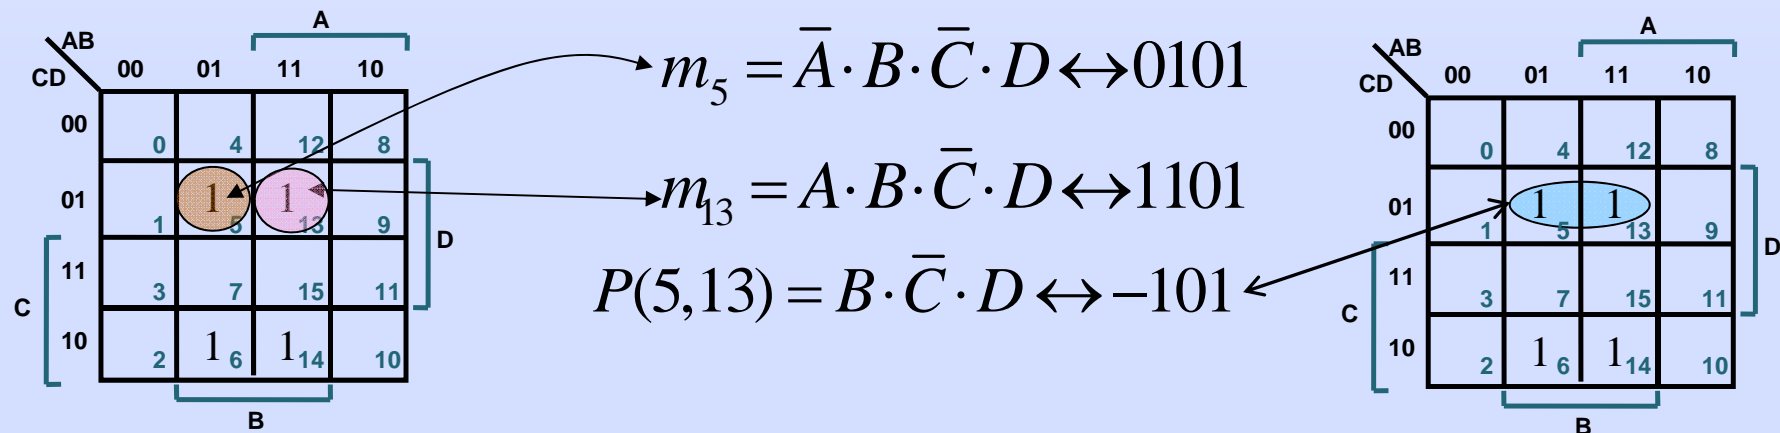 A
AB
CD
00 01 11 10
00
0 4 12 8
01
1 1
1 5 13 9
D
11
3 7 15 11
C
10
1 1
2 6 14 10
B
m₅ = A̅·B·C̅·D↔0101
m₁₃ = A·B·C̅·D↔1101
P(5,13) = B·C̅·D↔−101
A
AB
CD
00 01 11 10
00
0 4 12 8
01
1 1
1 5 13 9
D
11
3 7 15 11
C
10
1 1
2 6 14 10
B